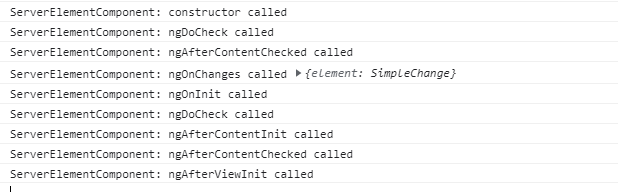 ServerElementComponent: constructor called
ServerElementComponent: ngDoCheck called
ServerElementComponent: ngAfterContentChecked called
ServerElementComponent: ngOnChanges called ▶{element: SimpleChange}
ServerElementComponent: ngOnInit called
ServerElementComponent: ngDoCheck called
ServerElementComponent: ngAfterContentInit called
ServerElementComponent: ngAfterContentChecked called
ServerElementComponent: ngAfterViewInit called